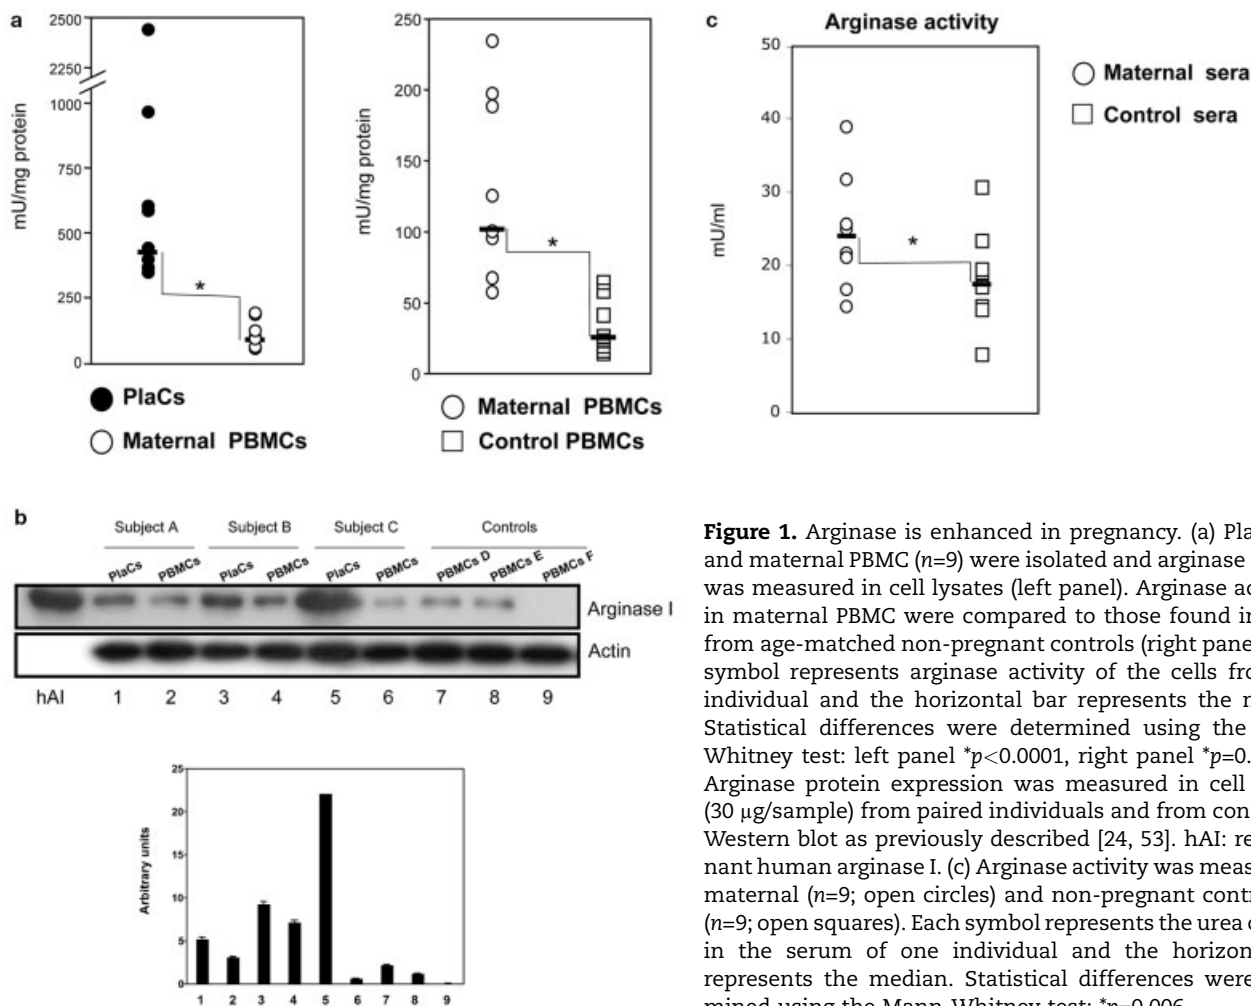 a
2500
2250
1000
750
500
250
0
mU/mg protein
*
PlaCs
Maternal PBMCs
250
200
150
100
50
0
mU/mg protein
*
Maternal PBMCs
Control PBMCs
c
Arginase activity
50
40
30
20
10
0
mU/ml
*
Maternal sera
Control sera
b
Subject A Subject B Subject C Controls
PlaCs PBMCs PlaCs PBMCs PlaCs PBMCs PBMCs D PBMCs E PBMCs F
Arginase I
Actin
hAI 1 2 3 4 5 6 7 8 9
25
20
15
10
5
0
Arbitrary units
1 2 3 4 5 6 7 8 9
Figure 1. Arginase is enhanced in pregnancy. (a) Pla
and maternal PBMC (n=9) were isolated and arginase
was measured in cell lysates (left panel). Arginase ac
in maternal PBMC were compared to those found in
from age-matched non-pregnant controls (right pane
symbol represents arginase activity of the cells fro
individual and the horizontal bar represents the m
Statistical differences were determined using the
Whitney test: left panel *p<0.0001, right panel *p=0.
Arginase protein expression was measured in cell
(30 μg/sample) from paired individuals and from con
Western blot as previously described [24, 53]. hAI: re
nant human arginase I. (c) Arginase activity was meas
maternal (n=9; open circles) and non-pregnant contr
(n=9; open squares). Each symbol represents the urea c
in the serum of one individual and the horizon
represents the median. Statistical differences were
mined using the Mann-Whitney test: *p=0.006